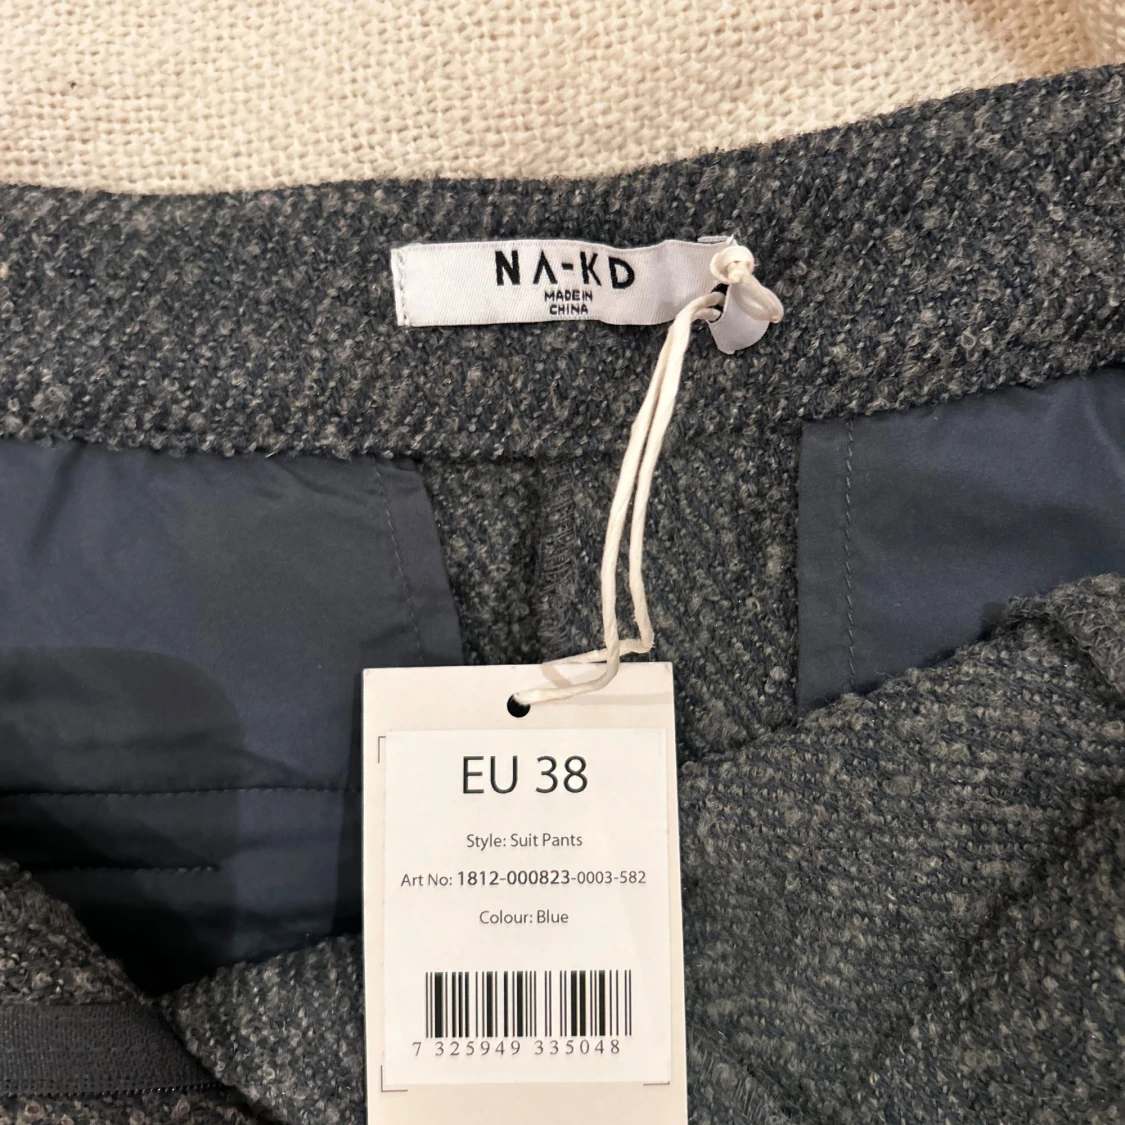 NA-KD
MADE IN
CHINA
EU 38
Style: Suit Pants
Art No: 1812-000823-0003-582
Colour: Blue
7 325949 335048